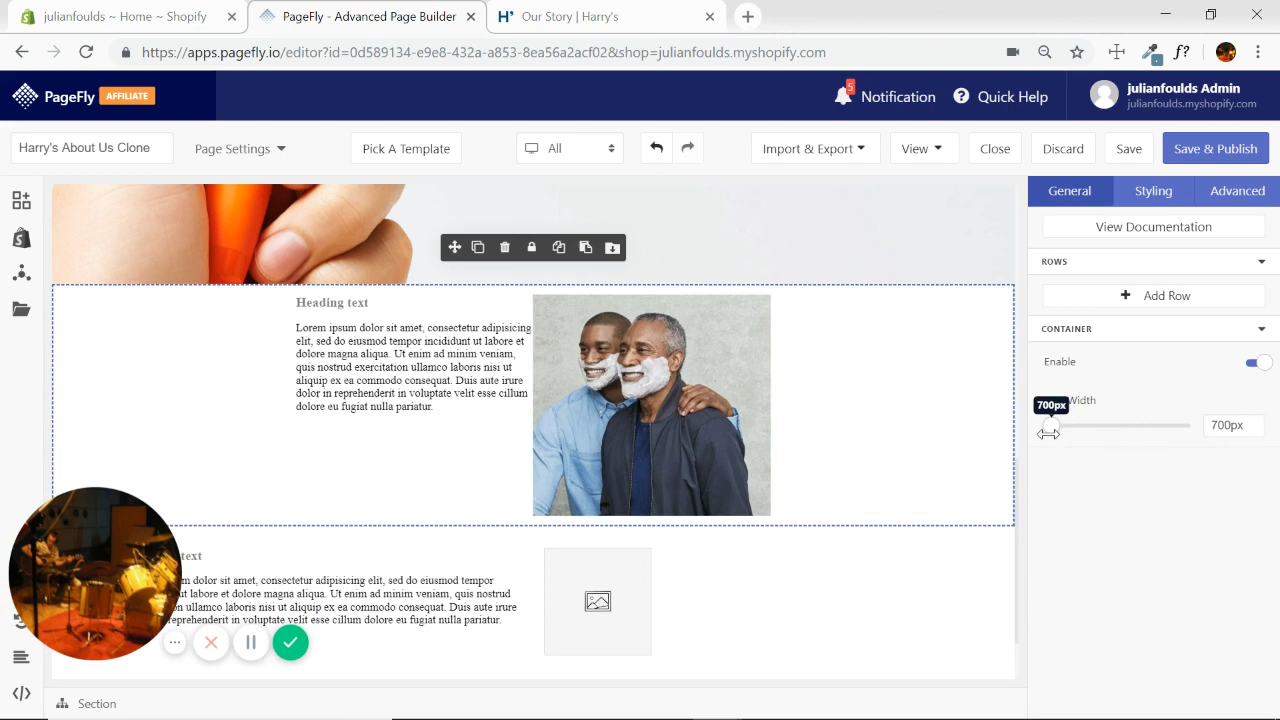 julianfoulds ~ Home ~ Shopify
PageFly - Advanced Page Builder
H' Our Story | Harry's
https://apps.pagefly.io/editor?id=0d589134-e9e8-432a-a853-8ea56a2acf02&shop=julianfoulds.myshopify.com
f?
PageFly AFFILIATE
5
Notification
Quick Help
julianfoulds Admin
julianfoulds.myshopify.com
Harry's About Us Clone
Page Settings
Pick A Template
All
Import & Export
View
Close
Discard
Save
Save & Publish
General
Styling
Advanced
View Documentation
ROWS
Add Row
CONTAINER
Enable
Width
700px
700px
Heading text
Lorem ipsum dolor sit amet, consectetur adipisicing
elit, sed do eiusmod tempor incididunt ut labore et
dolore magna aliqua. Ut enim ad minim veniam,
quis nostrud exercitation ullamco laboris nisi ut
aliquip ex ea commodo consequat. Duis aute irure
dolor in reprehenderit in voluptate velit esse cillum
dolore eu fugiat nulla pariatur.
text
m dolor sit amet, consectetur adipisicing elit, sed do eiusmod tempor
ut labore et dolore magna aliqua. Ut enim ad minim veniam, quis nostrud
on ullamco laboris nisi ut aliquip ex ea commodo consequat. Duis aute irure
reprehenderit in voluptate velit esse cillum dolore eu fugiat nulla pariatur.
Section